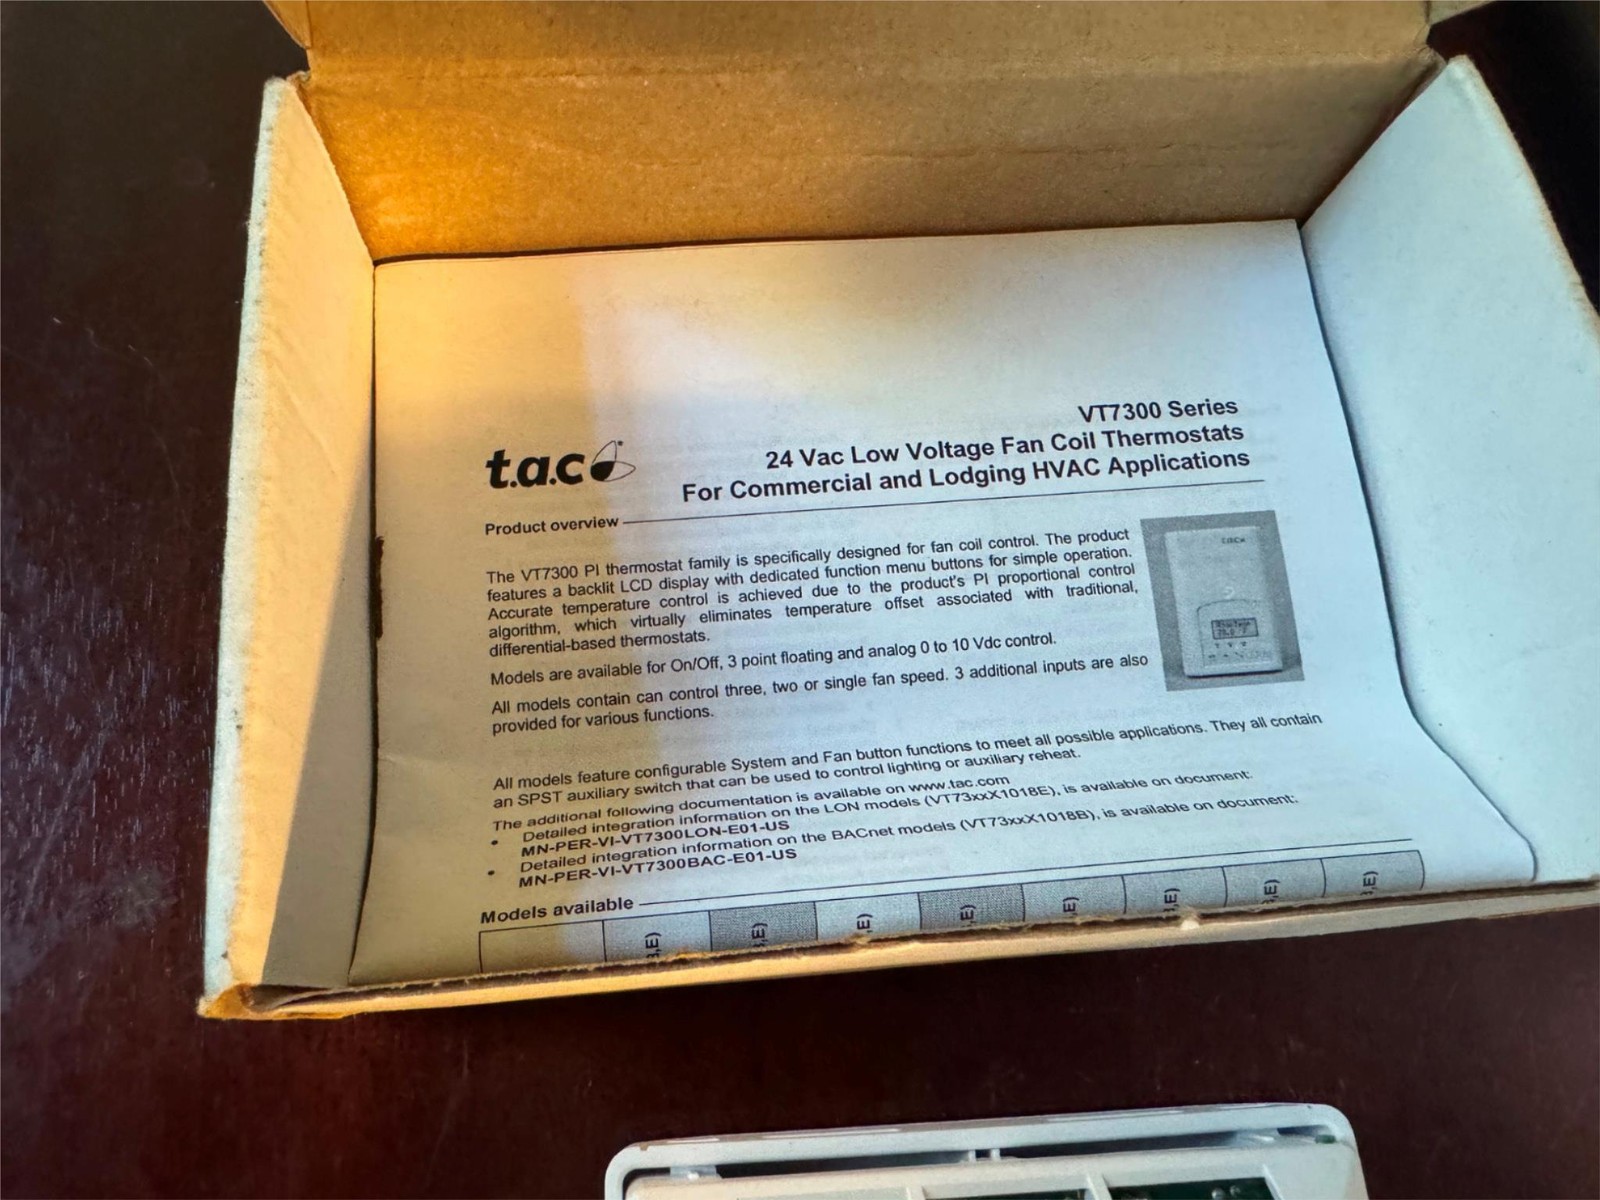 t.a.c
VT7300 Series
24 Vac Low Voltage Fan Coil Thermostats
For Commercial and Lodging HVAC Applications
Product overview
The VT7300 PI thermostat family is specifically designed for fan coil control. The product
features a backlit LCD display with dedicated function menu buttons for simple operation.
Accurate temperature control is achieved due to the product's PI proportional control
algorithm, which virtually eliminates temperature offset associated with traditional,
differential-based thermostats.
Models are available for On/Off, 3 point floating and analog 0 to 10 Vdc control.
All models contain can control three, two or single fan speed. 3 additional inputs are also
provided for various functions.
All models feature configurable System and Fan button functions to meet all possible applications. They all contain
an SPST auxiliary switch that can be used to control lighting or auxiliary reheat.
The additional following documentation is available on www.tac.com
• Detailed integration information on the LON models (VT73xxX1018E), is available on document:
MN-PER-VI-VT7300LON-E01-US
• Detailed integration information on the BACnet models (VT73xxX1018B), is available on document:
MN-PER-VI-VT7300BAC-E01-US
Models available
,E)
,E)
,E)
,E)
,E)
,E)
,E)
,E)